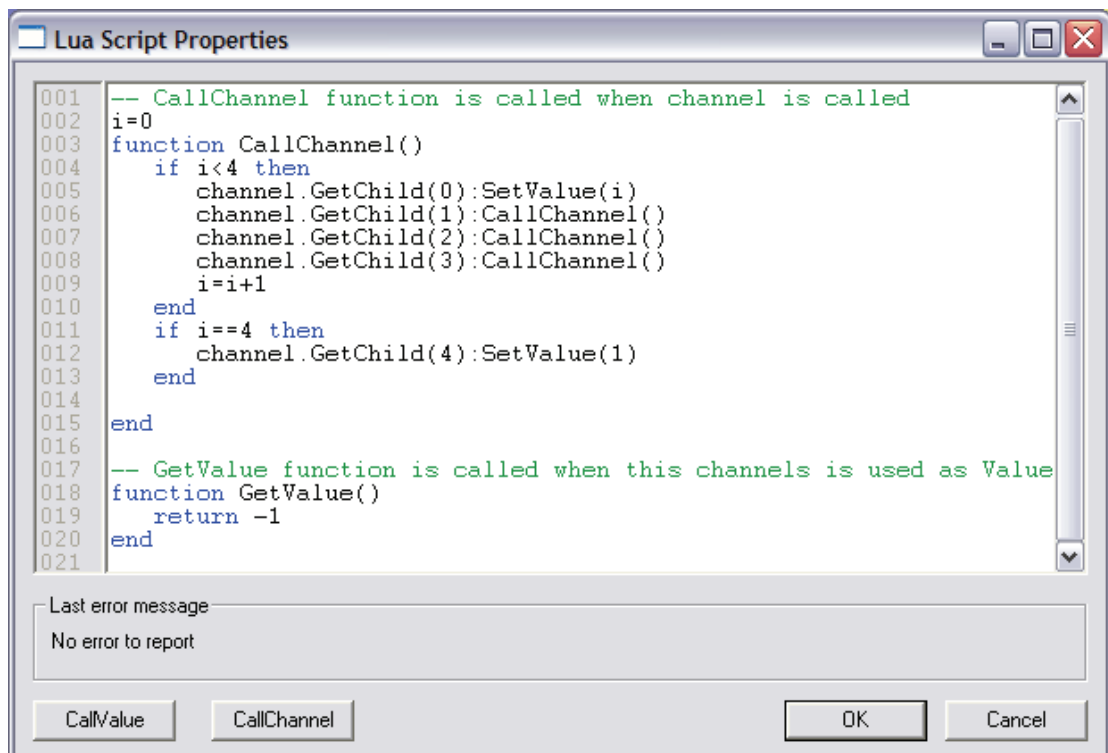 Lua Script Properties
001 -- CallChannel function is called when channel is called
002 i=0
003 function CallChannel()
004    if i<4 then
005       channel.GetChild(0):SetValue(i)
006       channel.GetChild(1):CallChannel()
007       channel.GetChild(2):CallChannel()
008       channel.GetChild(3):CallChannel()
009       i=i+1
010    end
011    if i==4 then
012       channel.GetChild(4):SetValue(1)
013    end
014
015 end
016
017 -- GetValue function is called when this channels is used as Value
018 function GetValue()
019    return -1
020 end
021
Last error message
No error to report
CallValue CallChannel OK Cancel